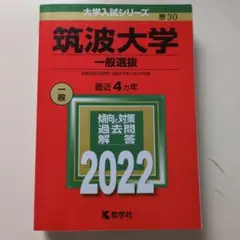 大学入試シリーズ
30
筑波大学
一般選抜
最近4カ年
一般
傾向と対策
過去問
解答
2022
教学社